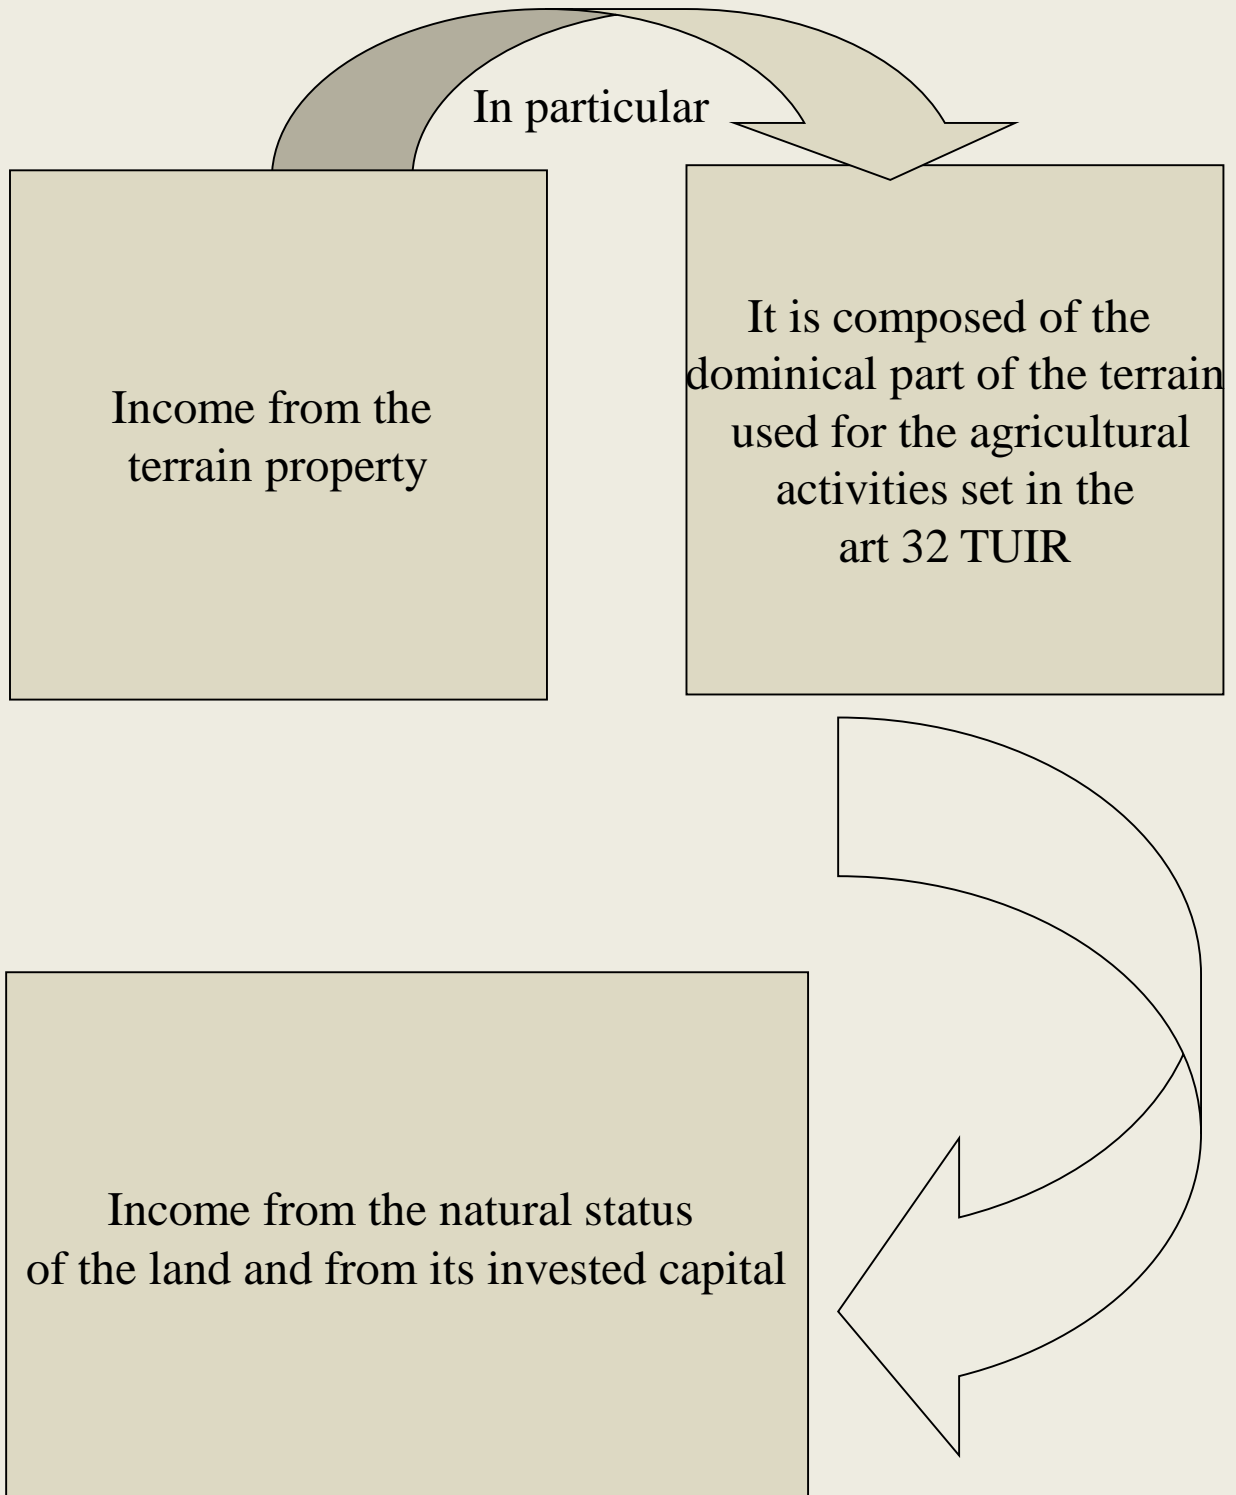 In particular
Income from the
terrain property
It is composed of the
dominical part of the terrain
used for the agricultural
activities set in the
art 32 TUIR
Income from the natural status
of the land and from its invested capital